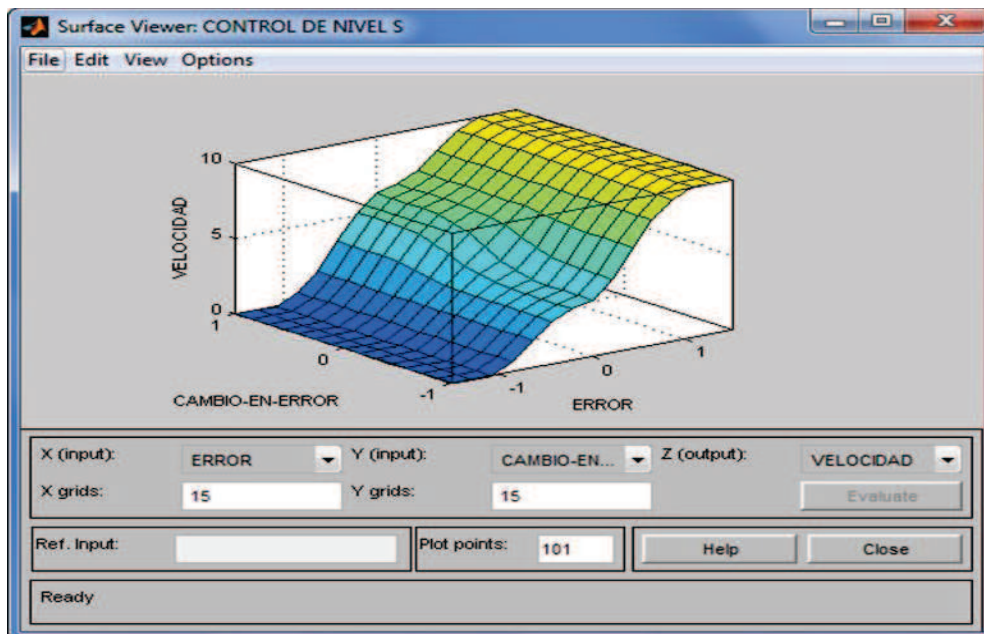 Surface Viewer: CONTROL DE NIVEL S
File Edit View Options
10
5
0
VELOCIDAD
1
0
-1
CAMBIO-EN-ERROR
-1
0
1
ERROR
X (input): ERROR Y (input): CAMBIO-EN... Z (output): VELOCIDAD
X grids: 15 Y grids: 15 Evaluate
Ref. Input: Plot points: 101 Help Close
Ready